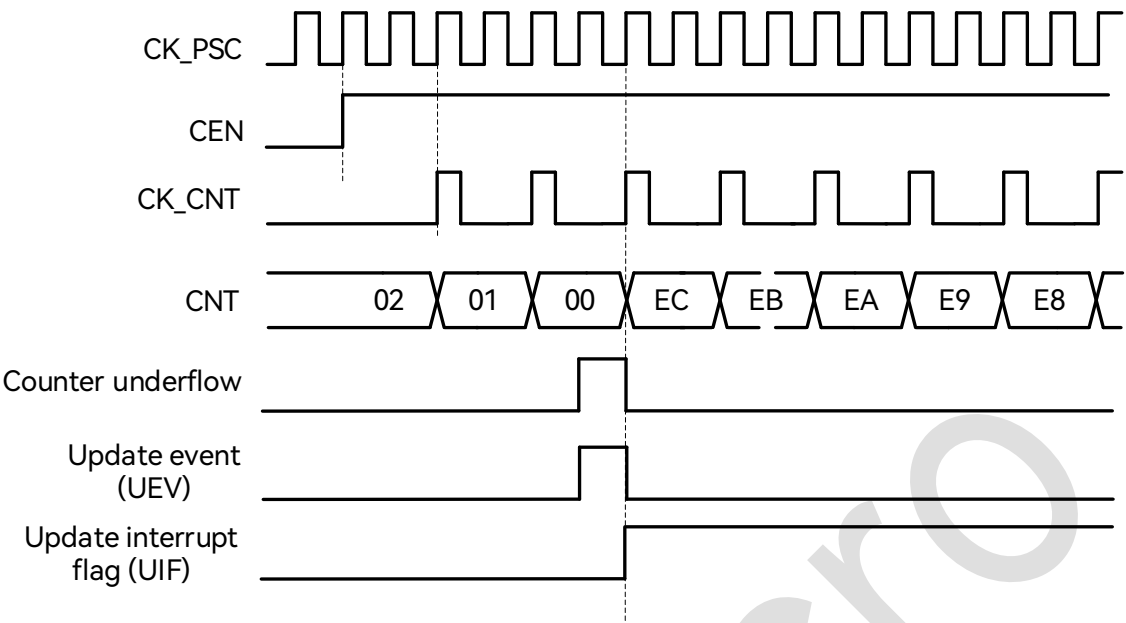 CK_PSC
CEN
CK_CNT
CNT 02 01 00 EC EB EA E9 E8
Counter underflow
Update event
(UEV)
Update interrupt
flag (UIF)
ro